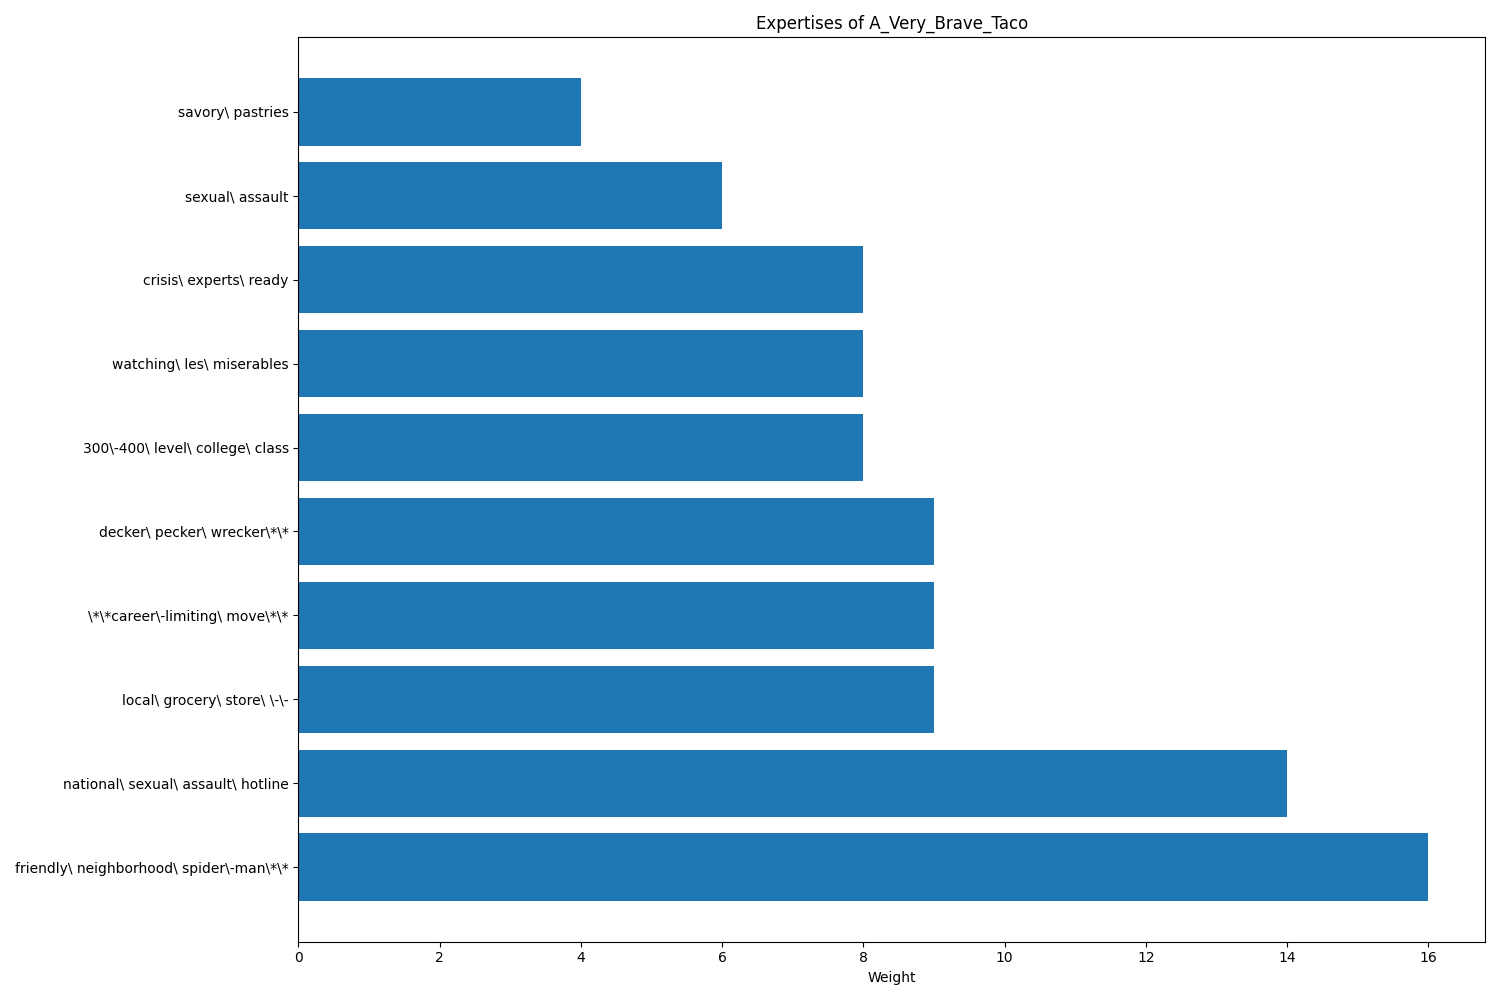 Expertises of A_Very_Brave_Taco
savory\ pastries
sexual\ assault
crisis\ experts\ ready
watching\ les\ miserables
300\-400\ level\ college\ class
decker\ pecker\ wrecker\*\*
\*\*career\-limiting\ move\*\*
local\ grocery\ store\ \-\-
national\ sexual\ assault\ hotline
friendly\ neighborhood\ spider\-man\*\*
0 2 4 6 8 10 12 14 16
Weight